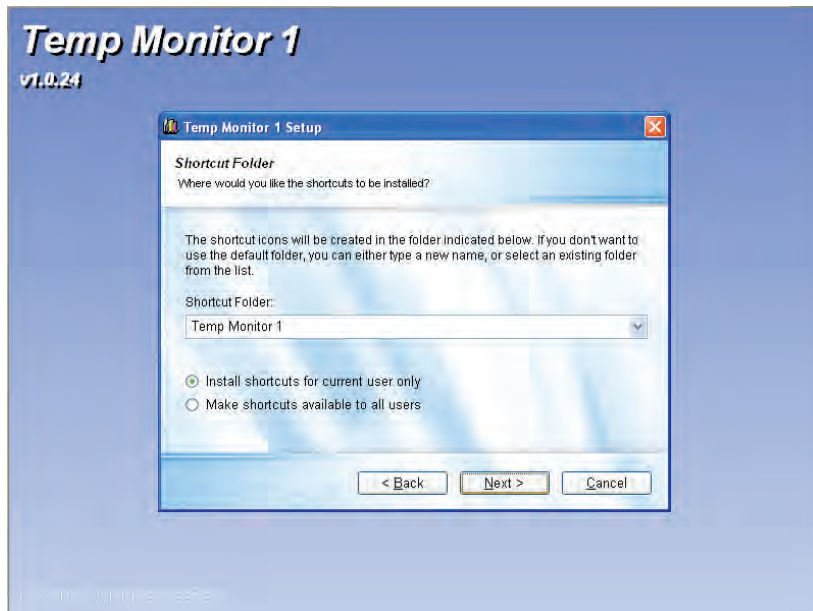 Temp Monitor 1
v1.0.24
Temp Monitor 1 Setup
Shortcut Folder
Where would you like the shortcuts to be installed?
The shortcut icons will be created in the folder indicated below. If you don't want to
use the default folder, you can either type a new name, or select an existing folder
from the list.
Shortcut Folder:
Temp Monitor 1
Install shortcuts for current user only
Make shortcuts available to all users
< Back Next > Cancel